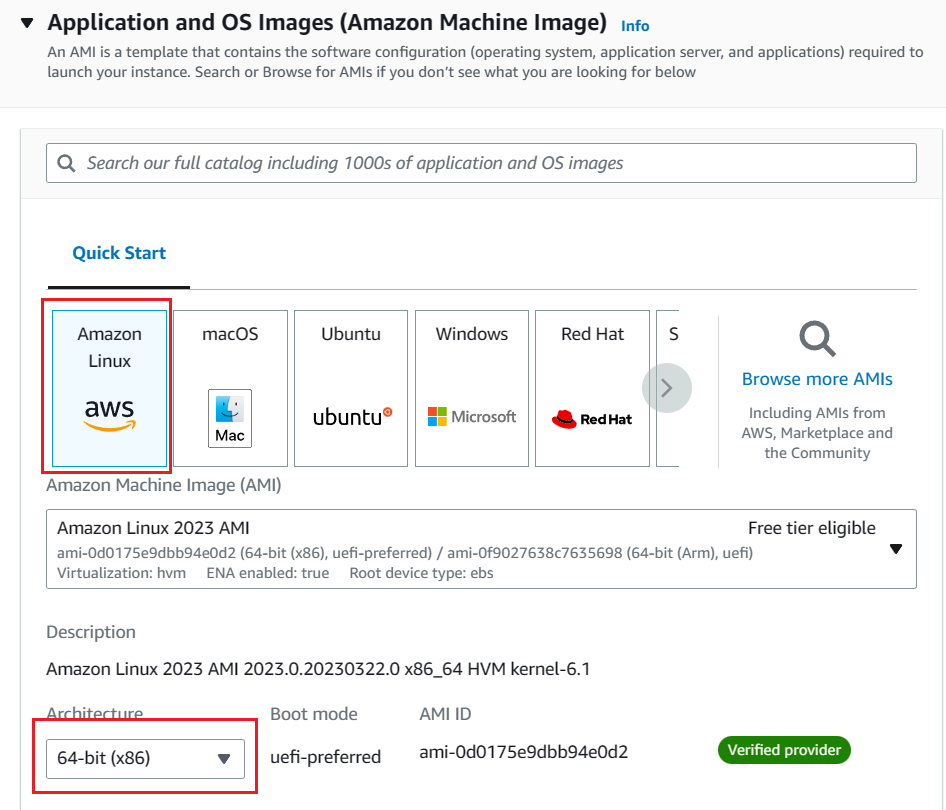 Application and OS Images (Amazon Machine Image) Info
An AMI is a template that contains the software configuration (operating system, application server, and applications) required to
launch your instance. Search or Browse for AMIs if you don’t see what you are looking for below
Search our full catalog including 1000s of application and OS images
Quick Start
Amazon
Linux
aws
macOS
Mac
Ubuntu
ubuntu
Windows
Microsoft
Red Hat
Red Hat
S
Browse more AMIs
Including AMIs from
AWS, Marketplace and
the Community
Amazon Machine Image (AMI)
Amazon Linux 2023 AMI Free tier eligible
ami-0d0175e9dbb94e0d2 (64-bit (x86), uefi-preferred) / ami-0f9027638c7635698 (64-bit (Arm), uefi)
Virtualization: hvm ENA enabled: true Root device type: ebs
Description
Amazon Linux 2023 AMI 2023.0.20230322.0 x86_64 HVM kernel-6.1
Architecture Boot mode AMI ID
64-bit (x86) uefi-preferred ami-0d0175e9dbb94e0d2 Verified provider